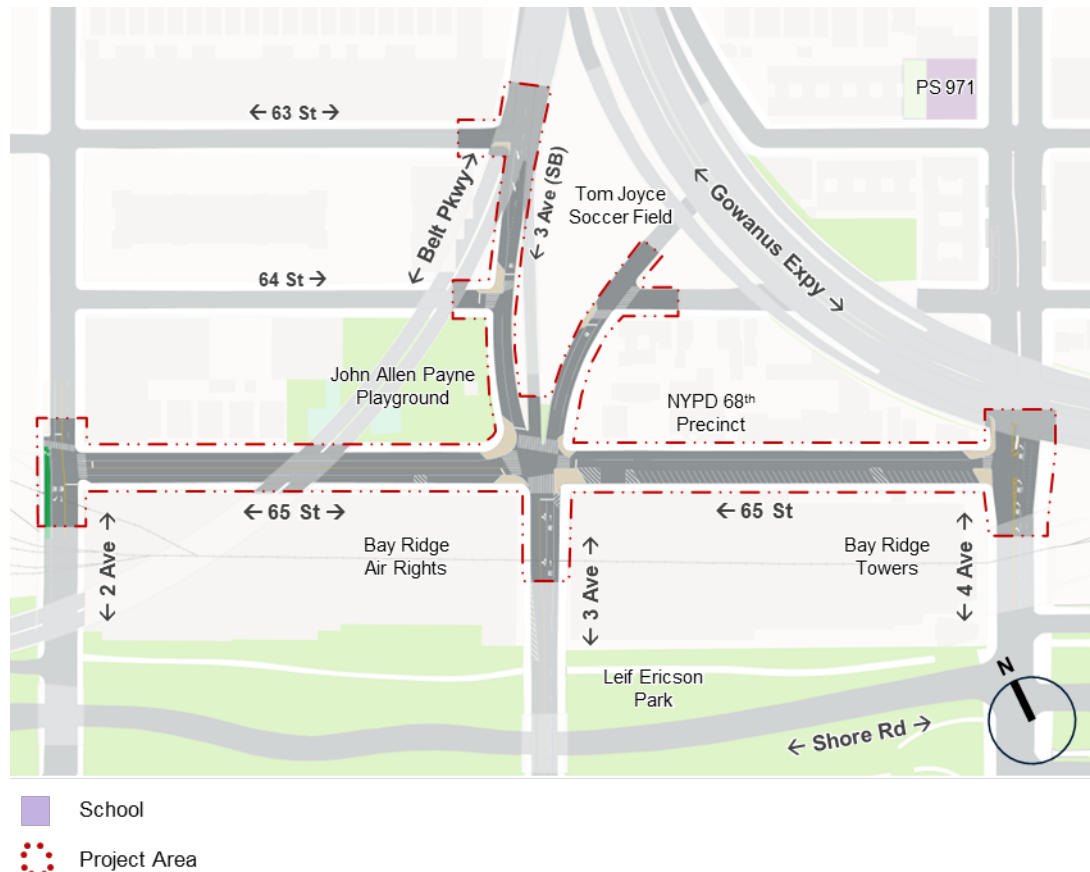 PS 971
← 63 St →
← Belt Pkwy →
← 3 Ave (SB)
Tom Joyce
Soccer Field
← Gowanus Expy →
64 St →
John Allen Payne
Playground
NYPD 68th
Precinct
← 65 St →
← 65 St
← 2 Ave →
Bay Ridge
Air Rights
← 3 Ave →
Bay Ridge
Towers
← 4 Ave →
Leif Ericson
Park
N
← Shore Rd →
School
Project Area